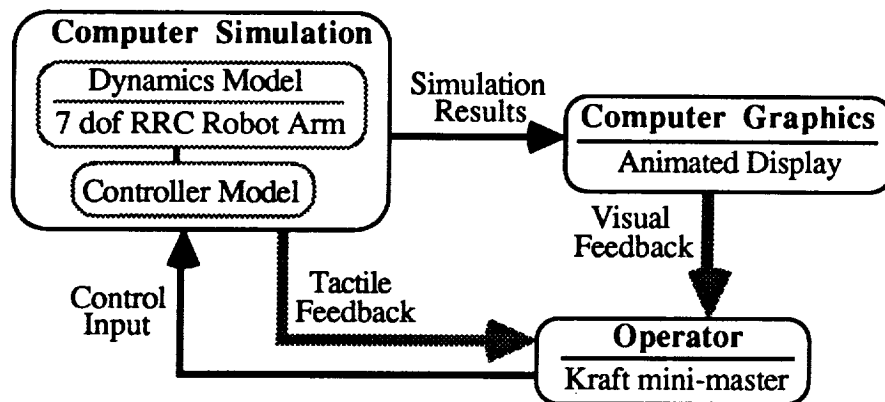 Computer Simulation
Dynamics Model
7 dof RRC Robot Arm
Controller Model
Simulation
Results
Computer Graphics
Animated Display
Visual
Feedback
Tactile
Feedback
Control
Input
Operator
Kraft mini-master